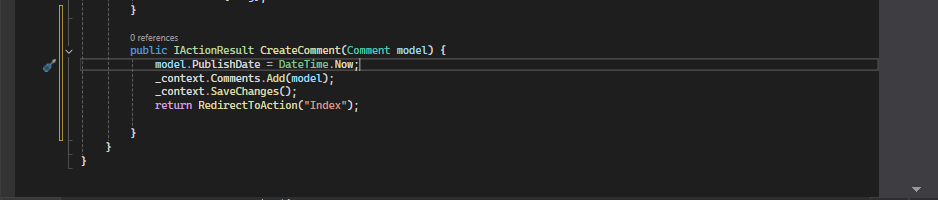 }
0 references
public IActionResult CreateComment(Comment model) {
model.PublishDate = DateTime.Now;
_context.Comments.Add(model);
_context.SaveChanges();
return RedirectToAction("Index");
}
}
}